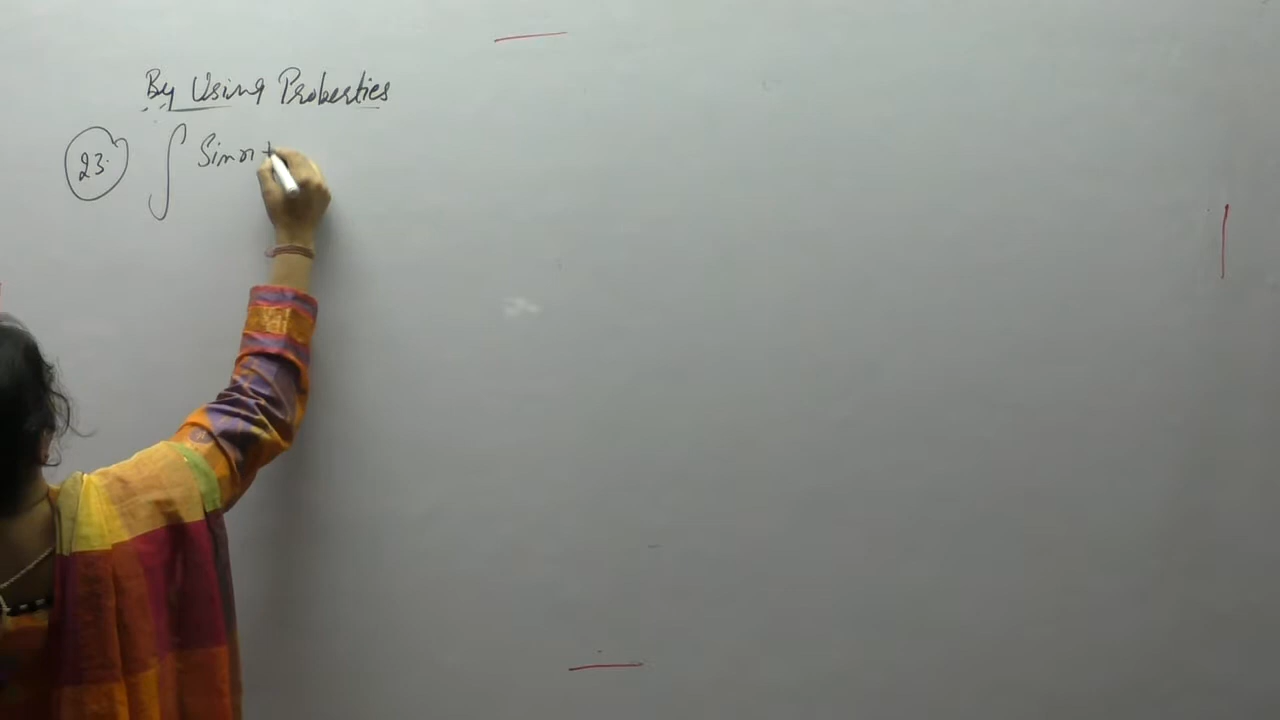 By Using Properties
23. ∫ Sin x +